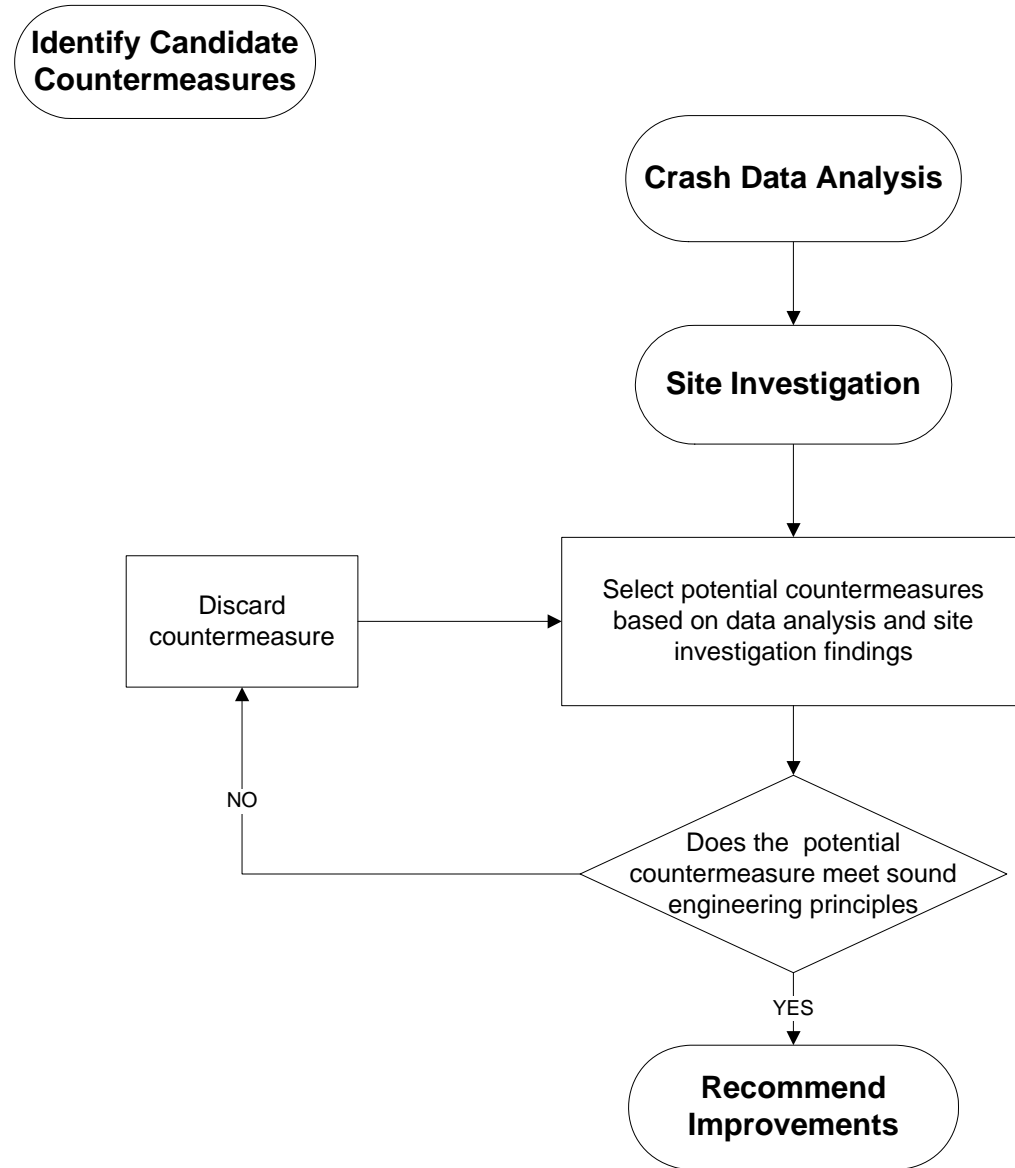 Identify Candidate
Countermeasures
Crash Data Analysis
Site Investigation
Discard
countermeasure
Select potential countermeasures
based on data analysis and site
investigation findings
NO
Does the  potential
countermeasure meet sound
engineering principles
YES
Recommend
Improvements